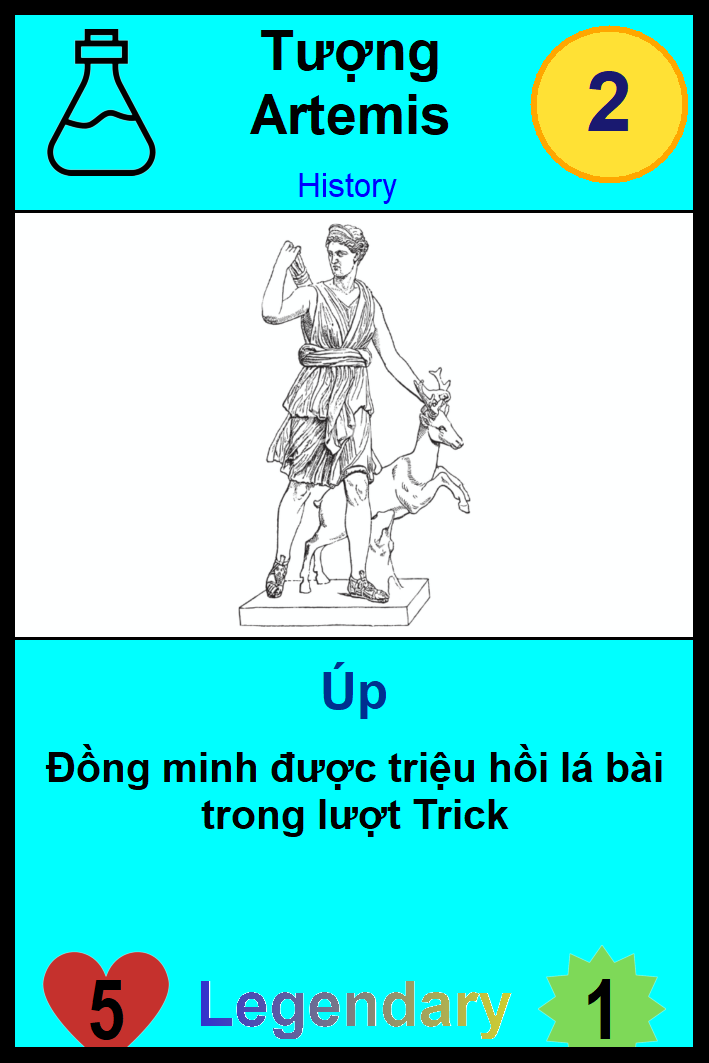 Tượng
Artemis
2
History
Úp
Đồng minh được triệu hồi lá bài
trong lượt Trick
5
Legendary
1